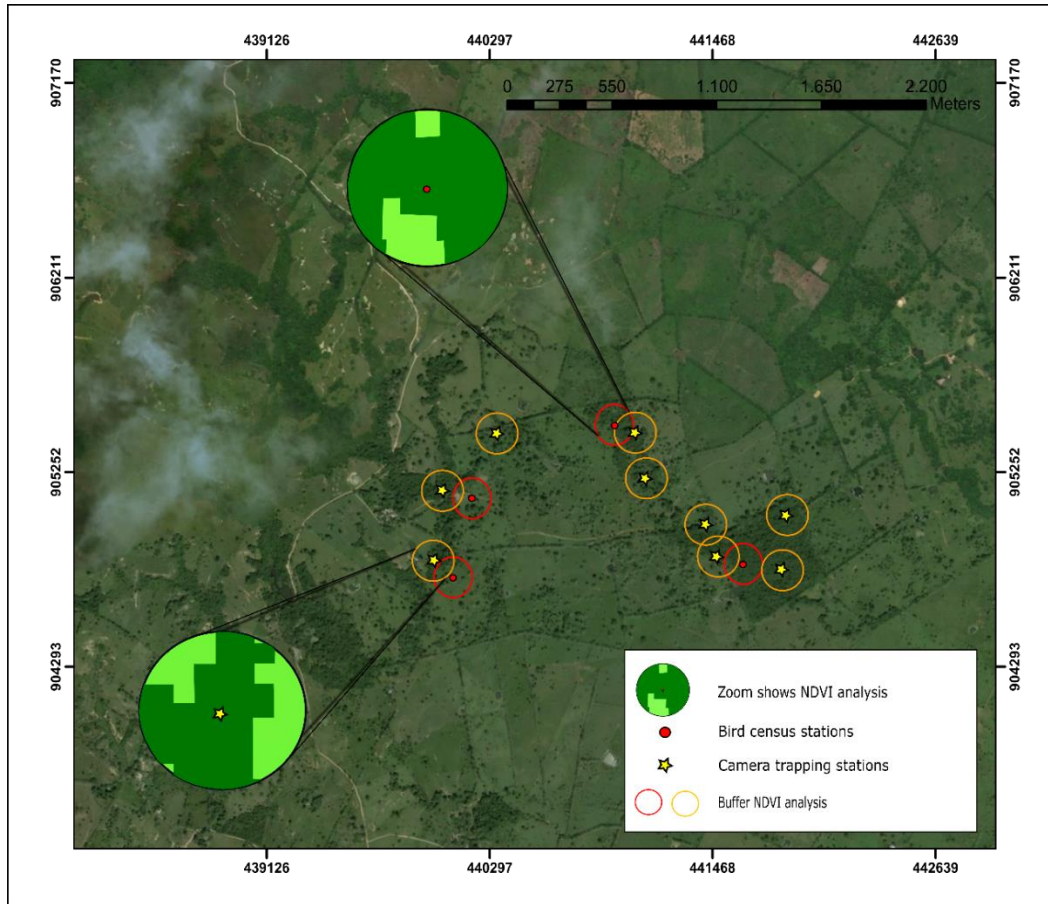 439126 440297 441468 442639
907170 907170
0 275 550 1.100 1.650 2.200
Meters
906211 906211
905252 905252
904293 904293
Zoom shows NDVI analysis
Bird census stations
Camera trapping stations
Buffer NDVI analysis
439126 440297 441468 442639